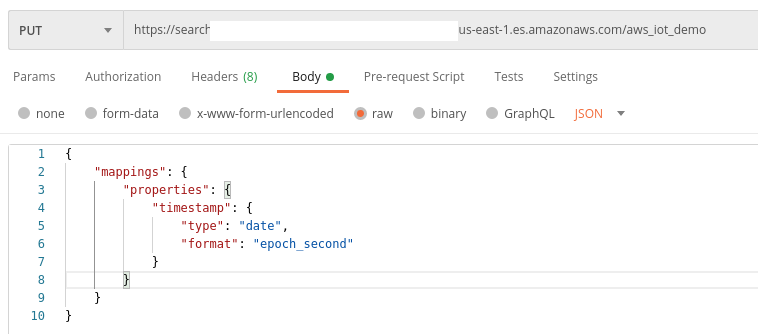 PUT https://search us-east-1.es.amazonaws.com/aws_iot_demo
Params Authorization Headers (8) Body Pre-request Script Tests Settings
none form-data x-www-form-urlencoded raw binary GraphQL JSON
1 {
2 "mappings": {
3 "properties": {
4 "timestamp": {
5 "type": "date",
6 "format": "epoch_second"
7 }
8 }
9 }
10 }